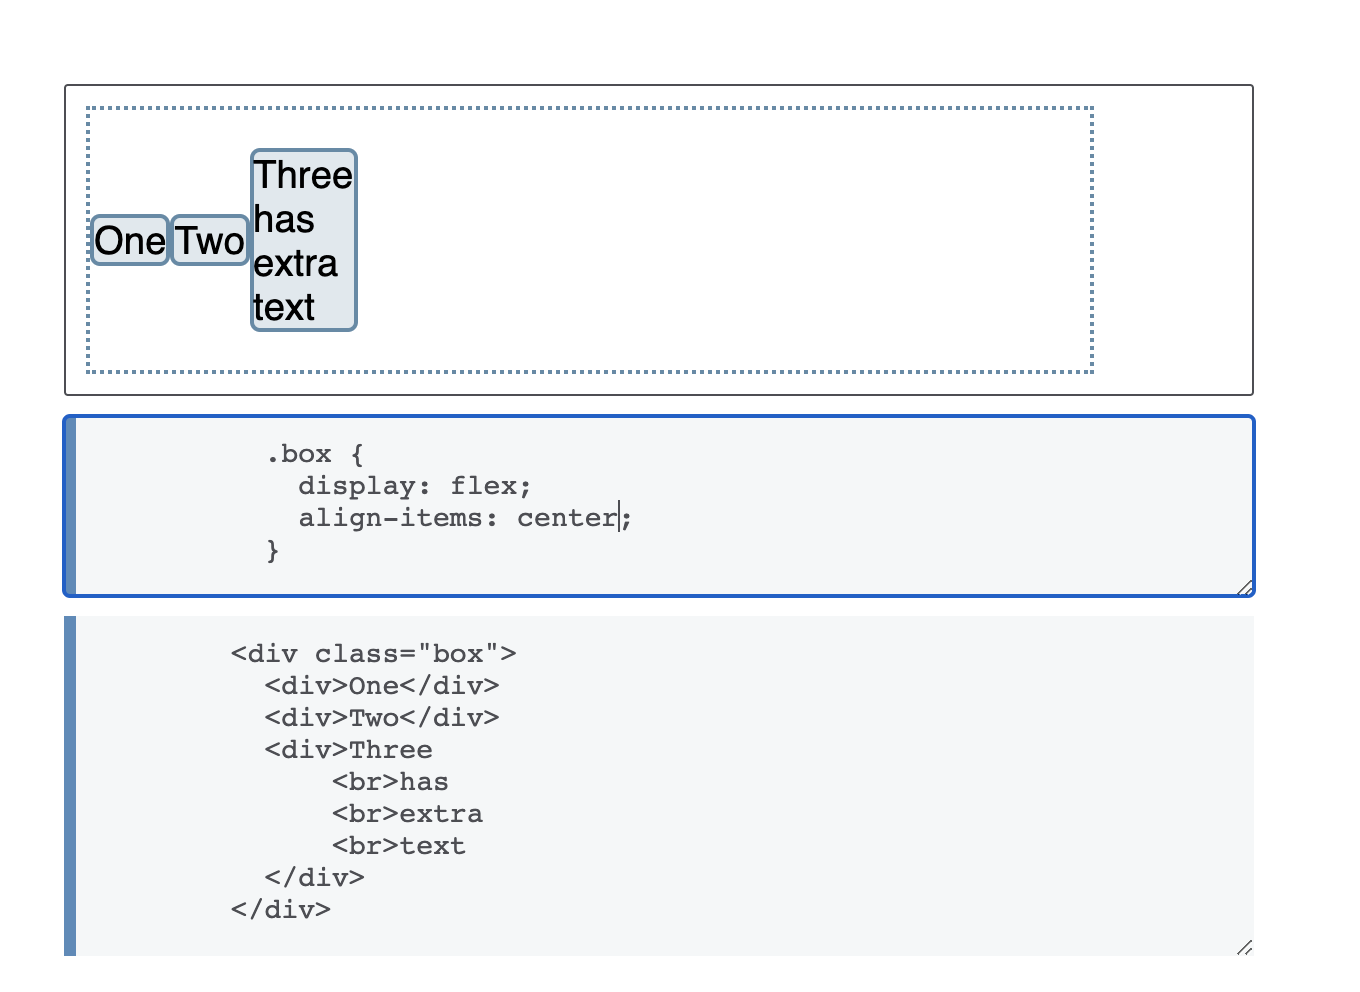 One Two Three
has
extra
text
.box {
  display: flex;
  align-items: center;
}
<div class="box">
  <div>One</div>
  <div>Two</div>
  <div>Three
      <br>has
      <br>extra
      <br>text
  </div>
</div>